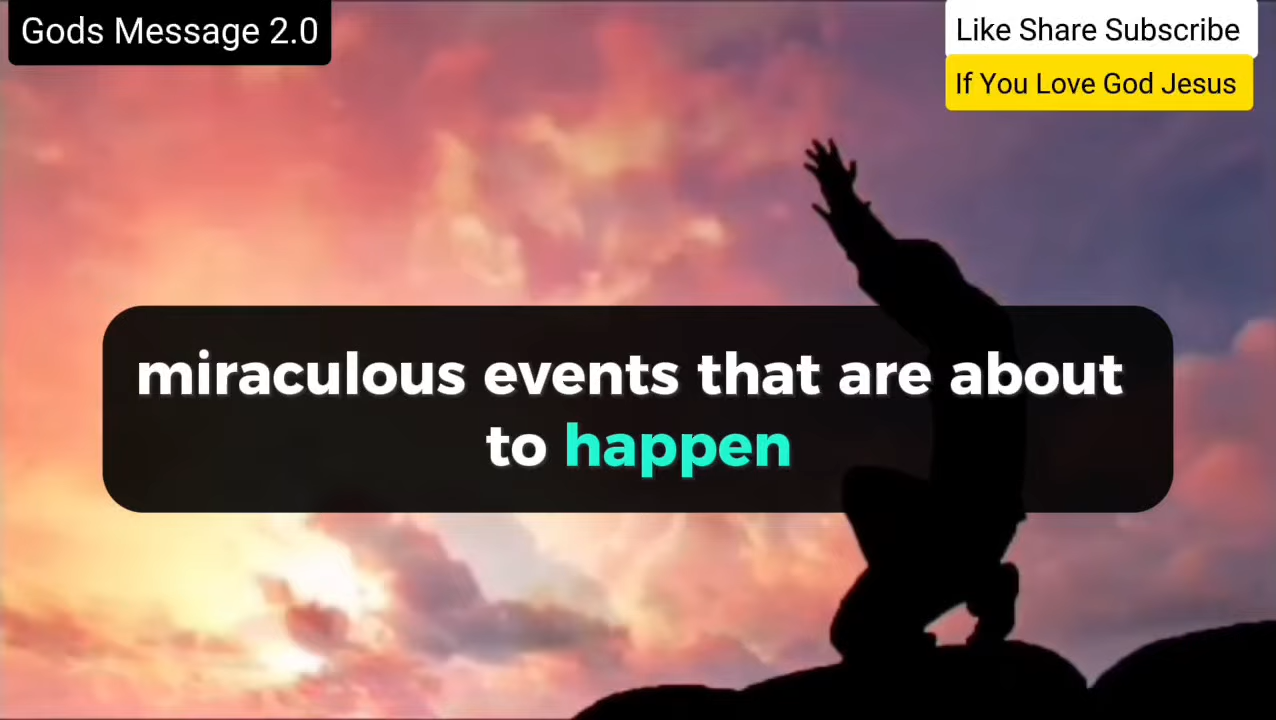 Gods Message 2.0
Like Share Subscribe
If You Love God Jesus
miraculous events that are about
to happen